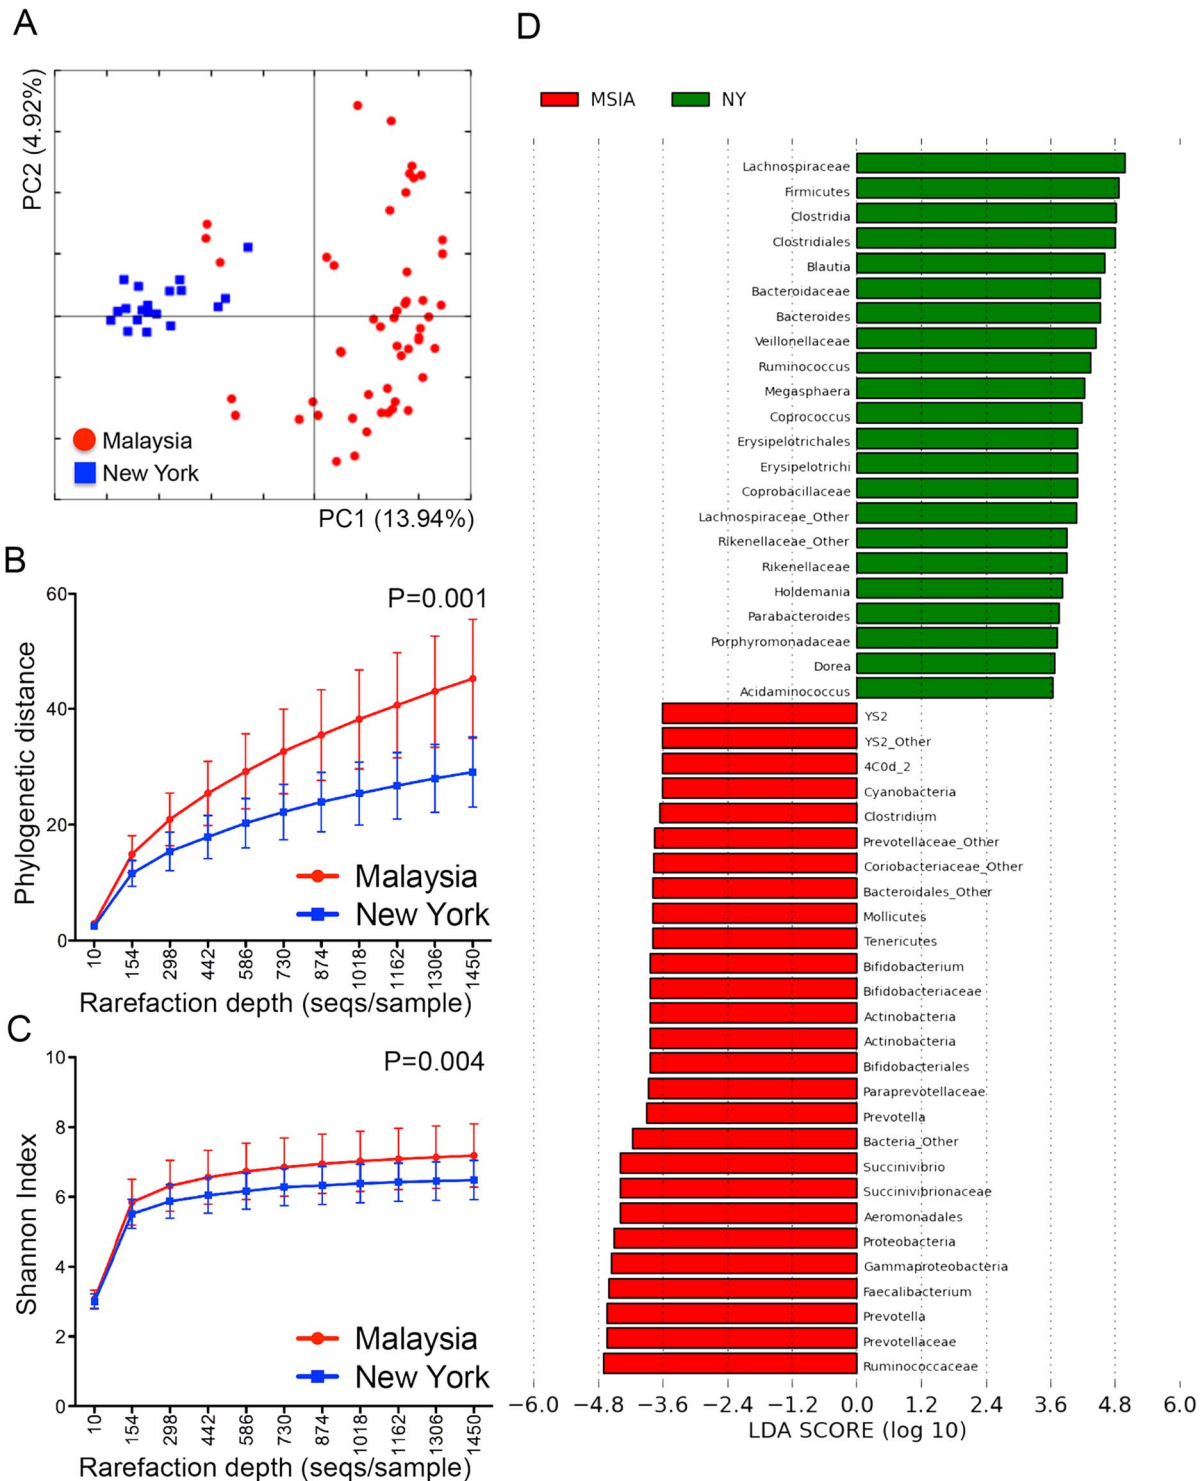 A
PC2 (4.92%)
Malaysia
New York
PC1 (13.94%)
B
P=0.001
Phylogenetic distance
60
40
20
0
Malaysia
New York
10 154 298 442 586 730 874 1018 1162 1306 1450
Rarefaction depth (seqs/sample)
C
P=0.004
Shannon Index
10
8
6
4
2
0
Malaysia
New York
10 154 298 442 586 730 874 1018 1162 1306 1450
Rarefaction depth (seqs/sample)
D
MSIA NY
Lachnospiraceae
Firmicutes
Clostridia
Clostridiales
Blautia
Bacteroidaceae
Bacteroides
Veillonellaceae
Ruminococcus
Megasphaera
Coprococcus
Erysipelotrichales
Erysipelotrichi
Coprobacillaceae
Lachnospiraceae_Other
Rikenellaceae_Other
Rikenellaceae
Holdemania
Parabacteroides
Porphyromonadaceae
Dorea
Acidaminococcus
YS2
YS2_Other
4C0d_2
Cyanobacteria
Clostridium
Prevotellaceae_Other
Coriobacteriaceae_Other
Bacteroidales_Other
Mollicutes
Tenericutes
Bifidobacterium
Bifidobacteriaceae
Actinobacteria
Actinobacteria
Bifidobacteriales
Paraprevotellaceae
Prevotella
Bacteria_Other
Succinivibrio
Succinivibrionaceae
Aeromonadales
Proteobacteria
Gammaproteobacteria
Faecalibacterium
Prevotella
Prevotellaceae
Ruminococcaceae
−6.0 −4.8 −3.6 −2.4 −1.2 0.0 1.2 2.4 3.6 4.8 6.0
LDA SCORE (log 10)